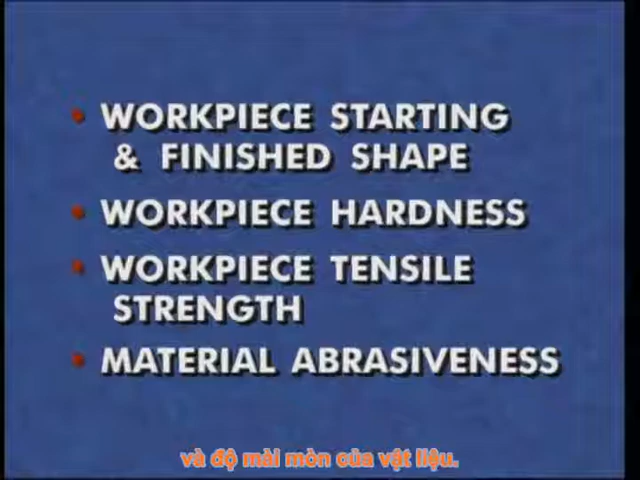 • WORKPIECE STARTING
& FINISHED SHAPE
• WORKPIECE HARDNESS
• WORKPIECE TENSILE
STRENGTH
• MATERIAL ABRASIVENESS
và độ mài mòn của vật liệu.